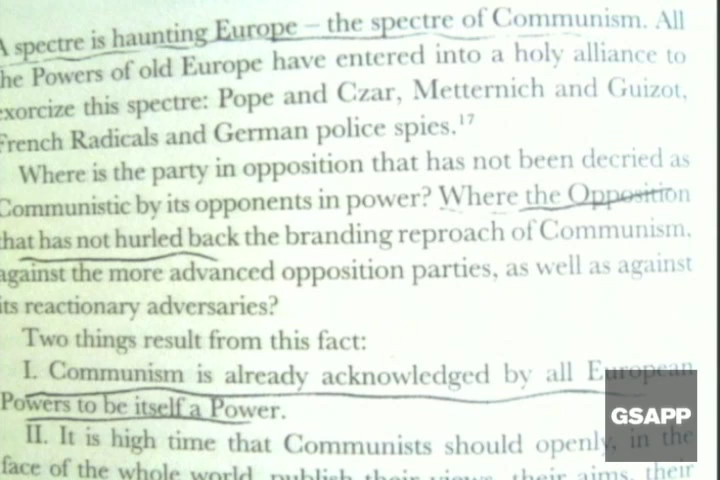 A spectre is haunting Europe – the spectre of Communism. All
the Powers of old Europe have entered into a holy alliance to
exorcize this spectre: Pope and Czar, Metternich and Guizot,
French Radicals and German police spies.17
Where is the party in opposition that has not been decried as
Communistic by its opponents in power? Where the Opposition
that has not hurled back the branding reproach of Communism,
against the more advanced opposition parties, as well as against
its reactionary adversaries?
Two things result from this fact:
I. Communism is already acknowledged by all European
Powers to be itself a Power.
II. It is high time that Communists should openly, in the
face of the whole world, publish their views, their aims, their
GSAPP